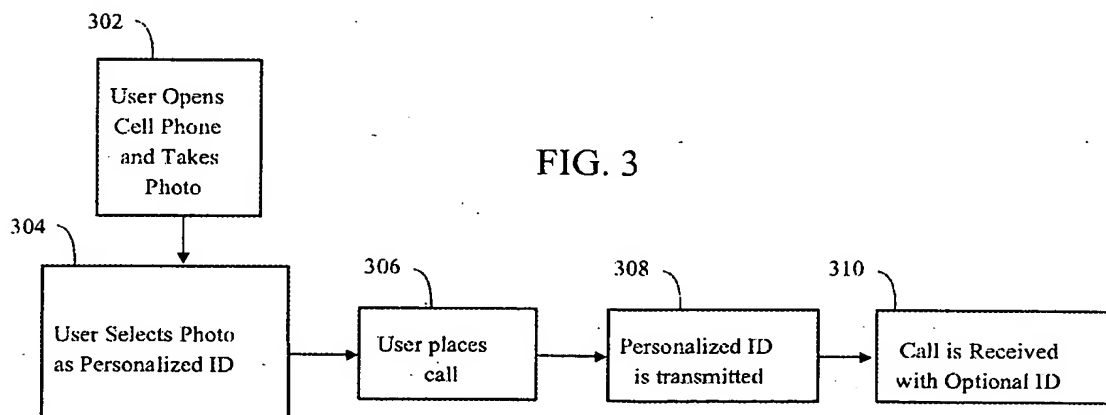 302
User Opens
Cell Phone
and Takes
Photo
FIG. 3
304
User Selects Photo
as Personalized ID
306
User places
call
308
Personalized ID
is transmitted
310
Call is Received
with Optional ID